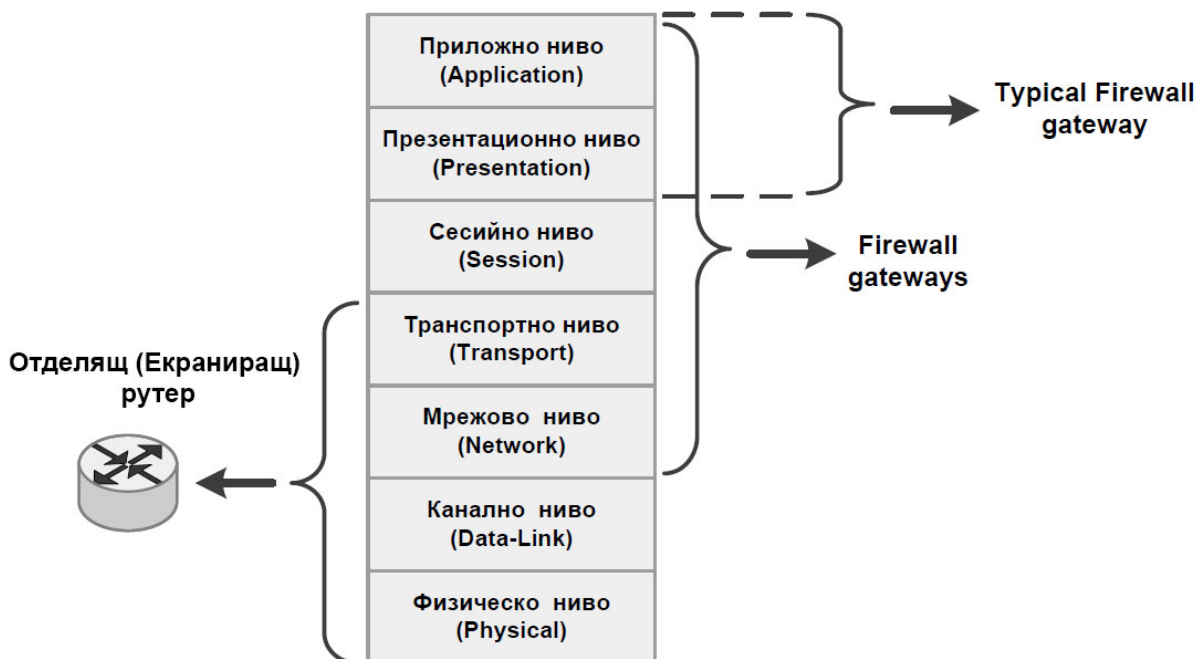 Приложно ниво
(Application)
Презентационно ниво
(Presentation)
Сесийно ниво
(Session)
Транспортно ниво
(Transport)
Мрежово ниво
(Network)
Канално ниво
(Data-Link)
Физическо ниво
(Physical)
Typical Firewall
gateway
Firewall
gateways
Отделящ (Екраниращ)
рутер